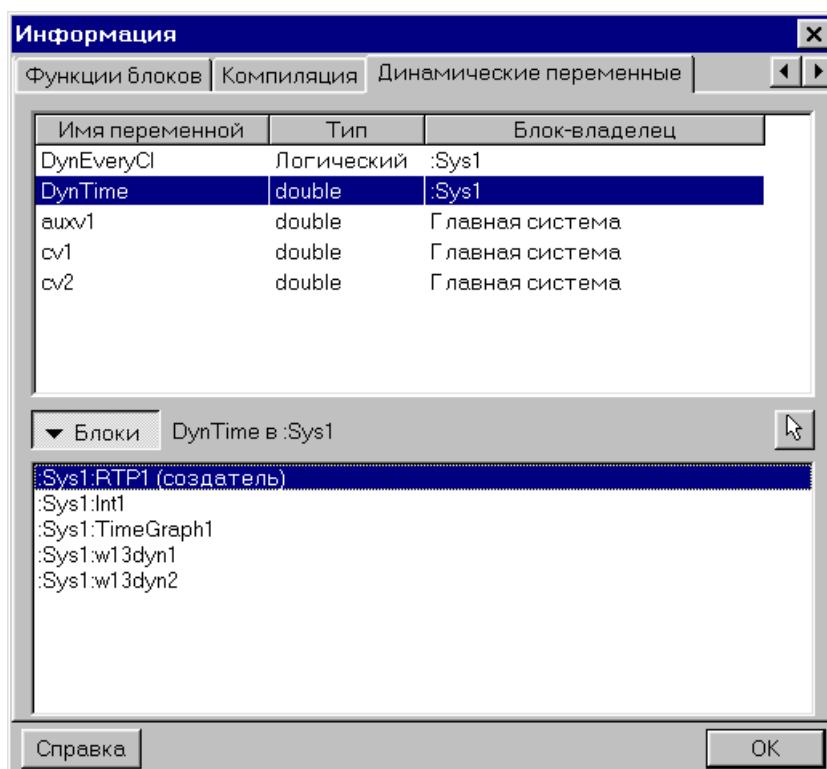 Информация
Функции блоков Компиляция Динамические переменные
Имя переменной Тип Блок-владелец
DynEveryCl Логический :Sys1
DynTime double :Sys1
auxv1 double Главная система
cv1 double Главная система
cv2 double Главная система
Блоки DynTime в :Sys1
:Sys1:RTP1 (создатель)
:Sys1:Int1
:Sys1:TimeGraph1
:Sys1:w13dyn1
:Sys1:w13dyn2
Справка OK